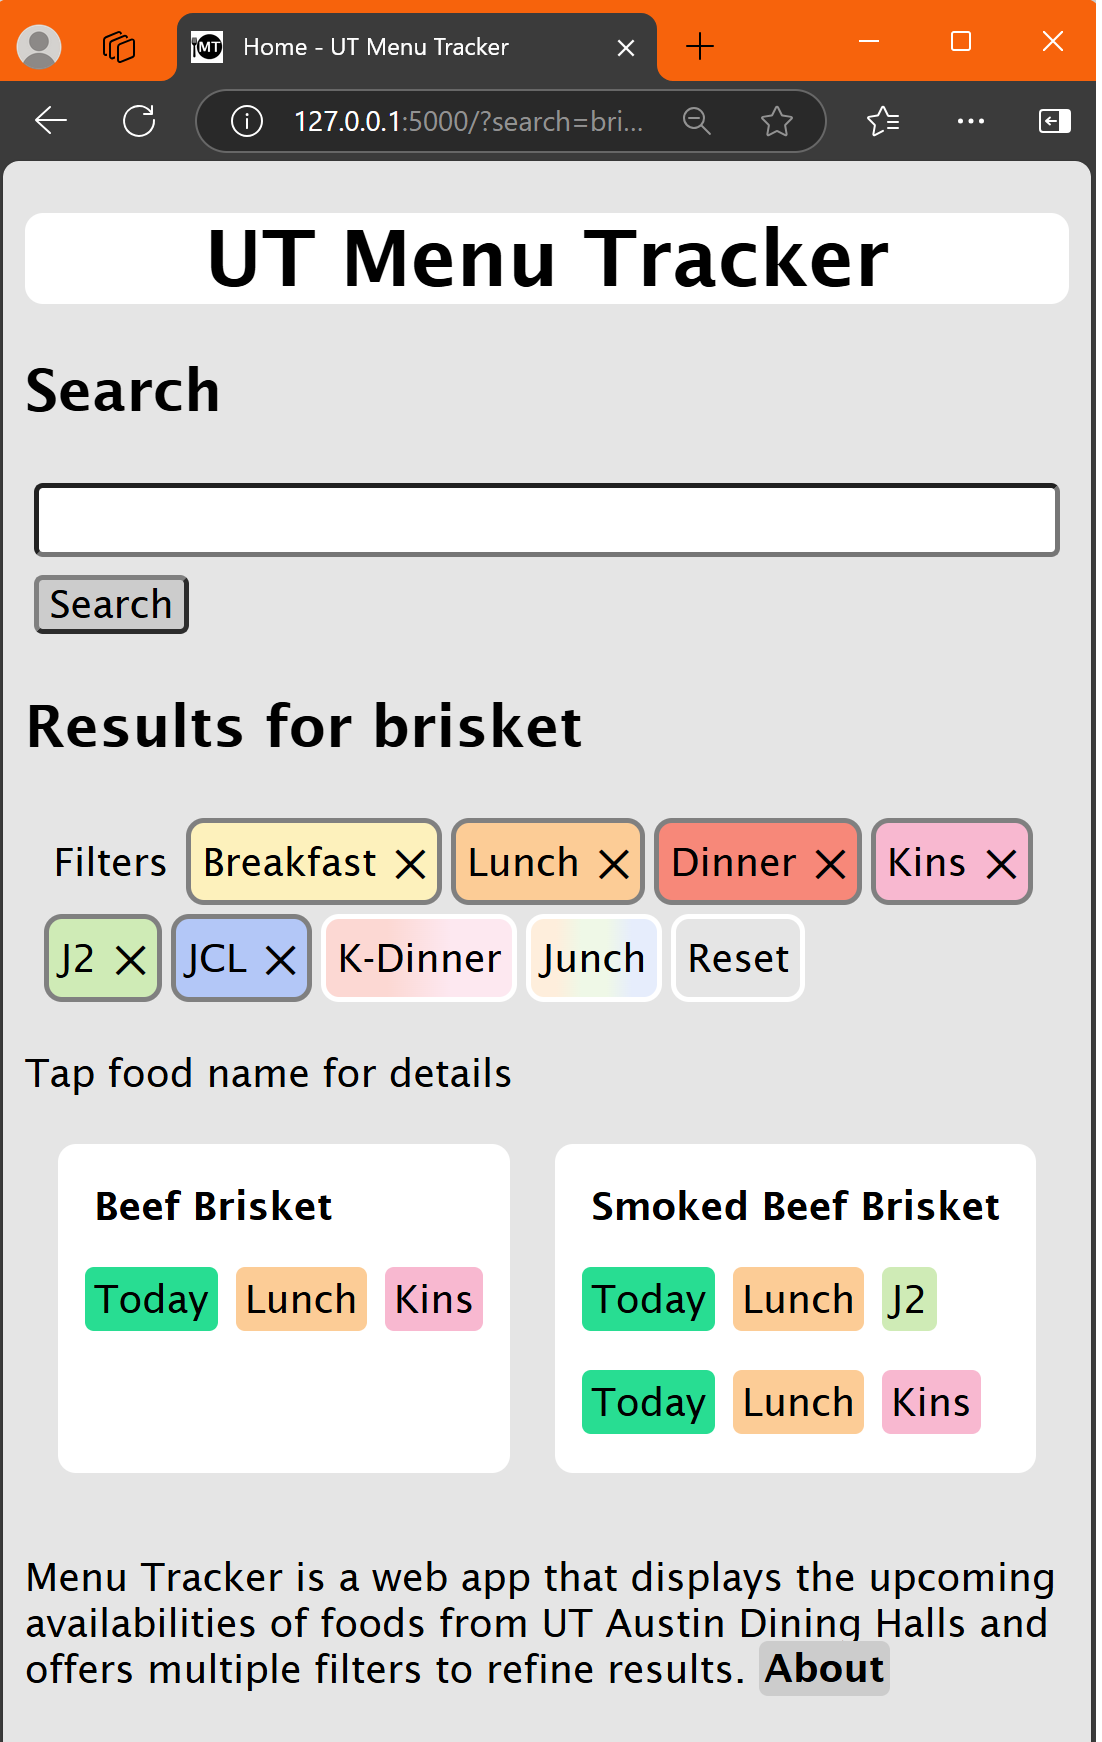 MT Home - UT Menu Tracker
127.0.0.1:5000/?search=bri...
UT Menu Tracker
Search
Search
Results for brisket
Filters Breakfast × Lunch × Dinner × Kins ×
J2 × JCL × K-Dinner Junch Reset
Tap food name for details
Beef Brisket
Today Lunch Kins
Smoked Beef Brisket
Today Lunch J2
Today Lunch Kins
Menu Tracker is a web app that displays the upcoming
availabilities of foods from UT Austin Dining Halls and
offers multiple filters to refine results. About